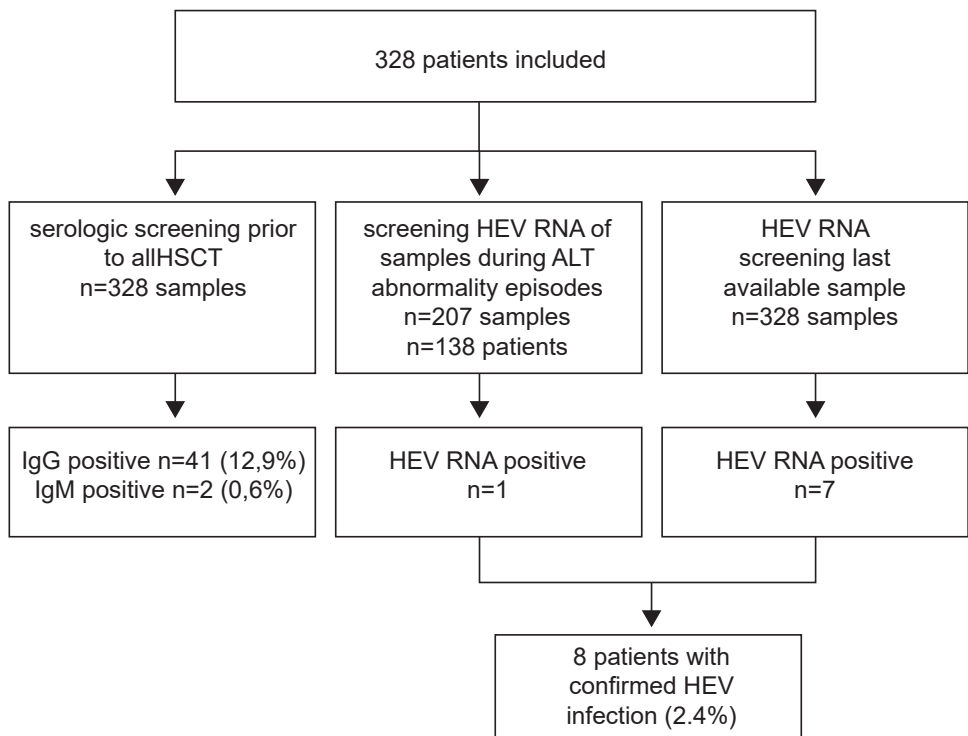 328 patients included
serologic screening prior
to allHSCT
n=328 samples
screening HEV RNA of
samples during ALT
abnormality episodes
n=207 samples
n=138 patients
HEV RNA
screening last
available sample
n=328 samples
IgG positive n=41 (12,9%)
IgM positive n=2 (0,6%)
HEV RNA positive
n=1
HEV RNA positive
n=7
8 patients with
confirmed HEV
infection (2.4%)